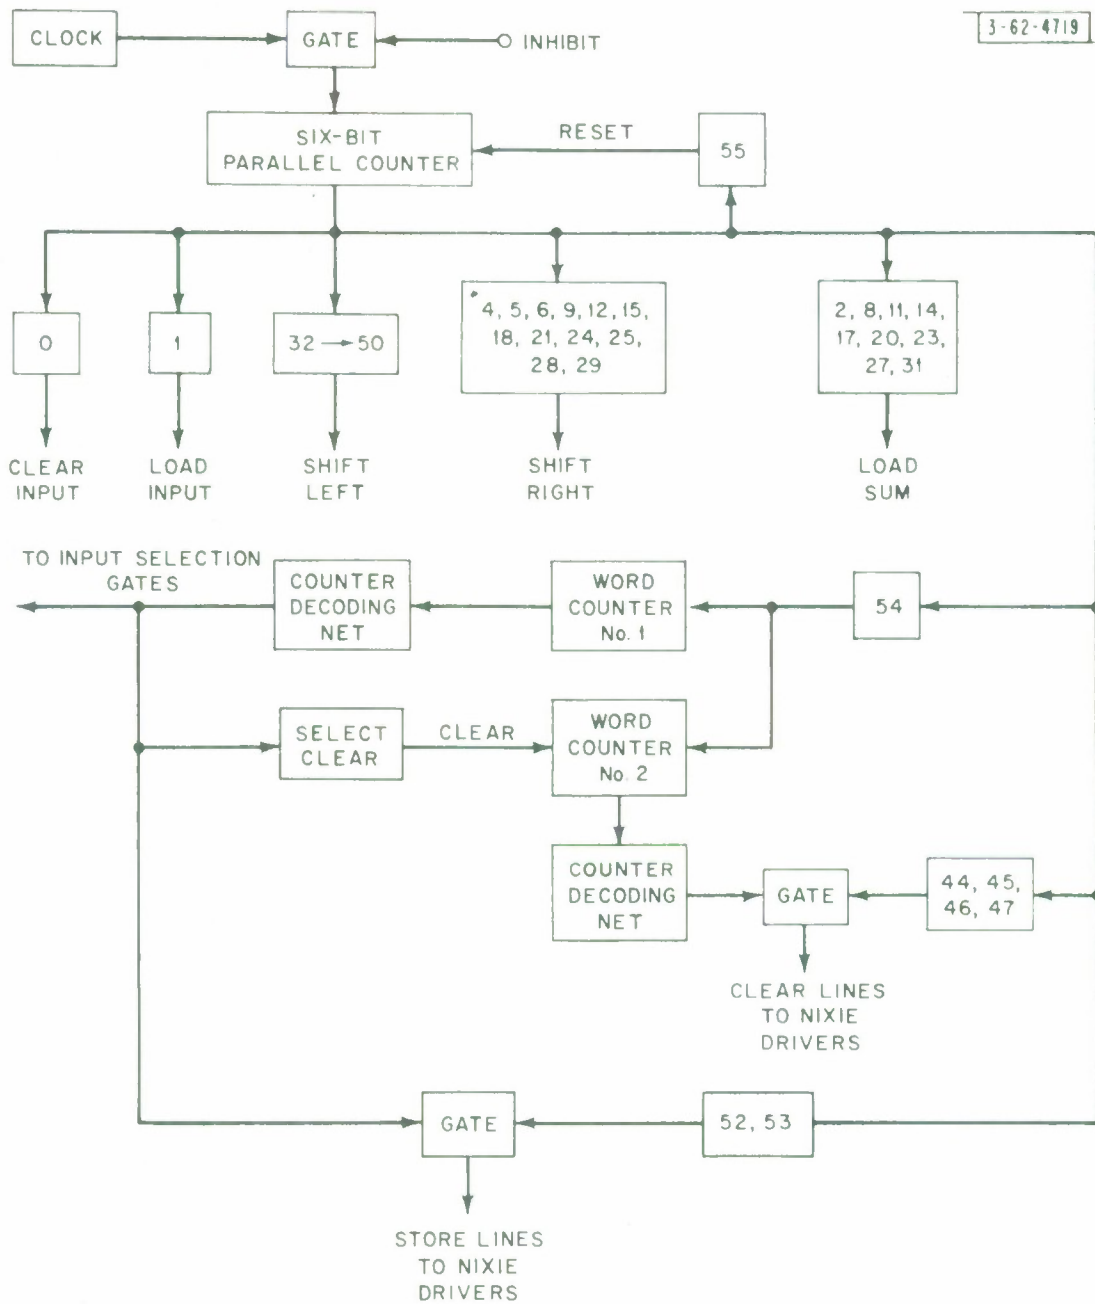 CLOCK
GATE
INHIBIT
3-62-4719
SIX-BIT
PARALLEL COUNTER
RESET
55
0
1
32 → 50
4, 5, 6, 9, 12, 15,
18, 21, 24, 25,
28, 29
2, 8, 11, 14,
17, 20, 23,
27, 31
CLEAR
INPUT
LOAD
INPUT
SHIFT
LEFT
SHIFT
RIGHT
LOAD
SUM
TO INPUT SELECTION
GATES
COUNTER
DECODING
NET
WORD
COUNTER
No. 1
54
SELECT
CLEAR
CLEAR
WORD
COUNTER
No. 2
COUNTER
DECODING
NET
GATE
44, 45,
46, 47
CLEAR LINES
TO NIXIE
DRIVERS
GATE
52, 53
STORE LINES
TO NIXIE
DRIVERS